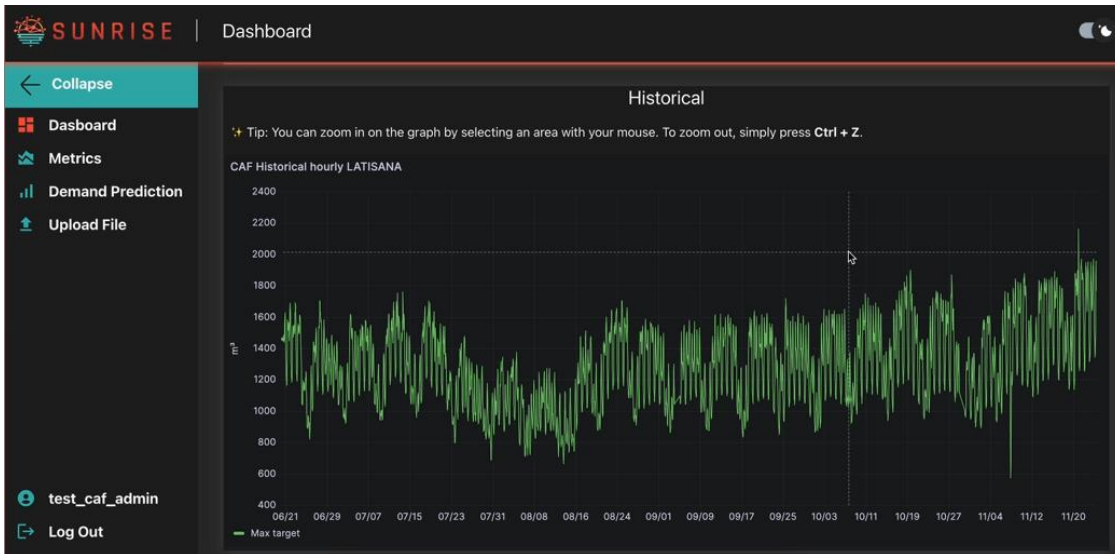 SUNRISE
Dashboard
Collapse
Dasboard
Metrics
Demand Prediction
Upload File
test_caf_admin
Log Out
Historical
✨ Tip: You can zoom in on the graph by selecting an area with your mouse. To zoom out, simply press Ctrl + Z.
CAF Historical hourly LATISANA
2400
2200
2000
1800
1600
1400
1200
1000
800
600
400
m³
06/21 06/29 07/07 07/15 07/23 07/31 08/08 08/16 08/24 09/01 09/09 09/17 09/25 10/03 10/11 10/19 10/27 11/04 11/12 11/20
Max target